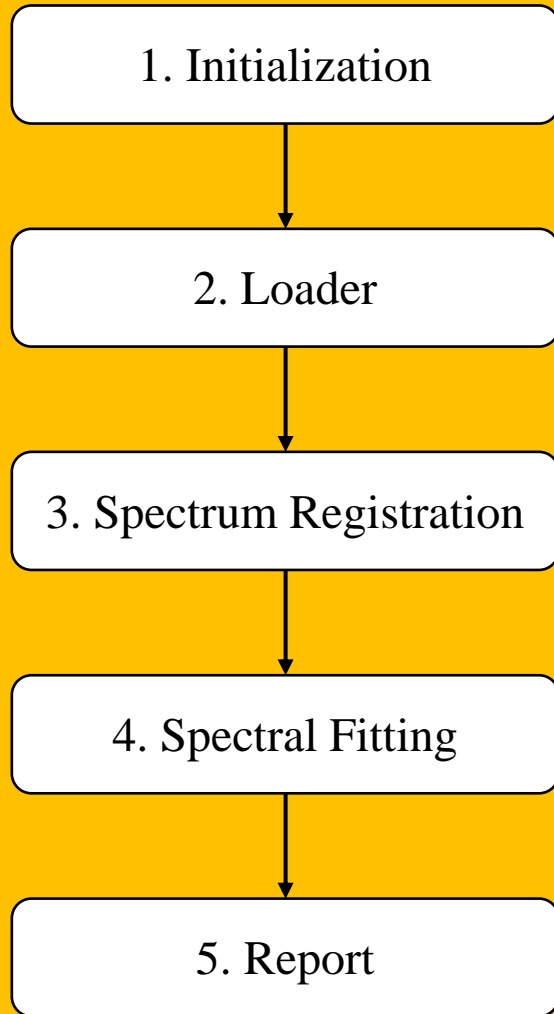 1. Initialization
2. Loader
3. Spectrum Registration
4. Spectral Fitting
5. Report